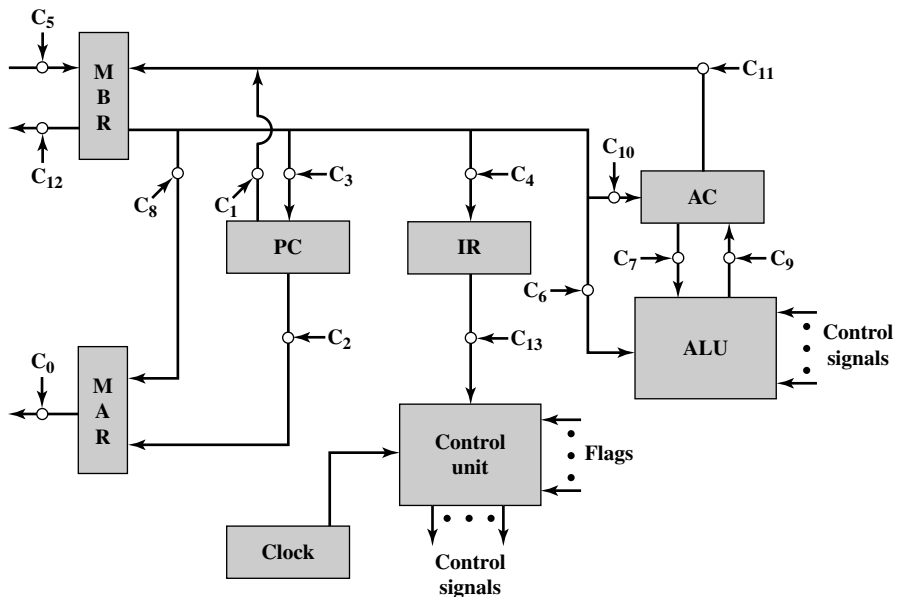 C5
M
B
R
C11
C12
C8
C1
C3
C4
C10
AC
PC
IR
C7
C9
C6
C2
C13
ALU
Control
signals
C0
M
A
R
Control
unit
Flags
Clock
Control
signals